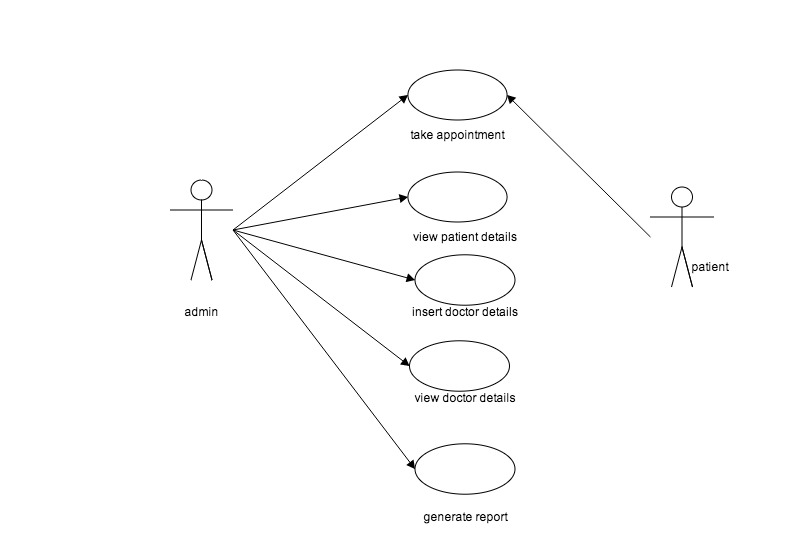 take appointment
view patient details
patient
insert doctor details
admin
view doctor details
generate report